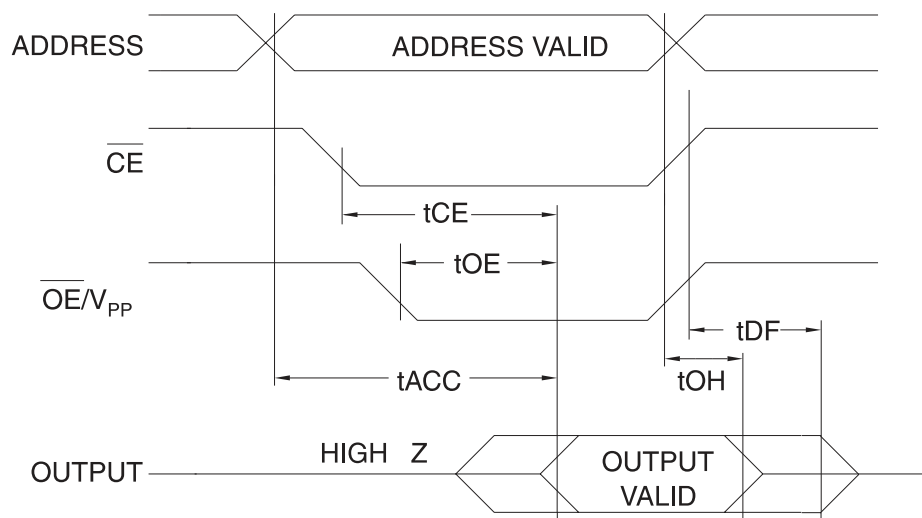 ADDRESS
ADDRESS VALID
CE
tCE
tOE
OE/VPP
tDF
tOH
tACC
HIGH Z
OUTPUT
OUTPUT
VALID